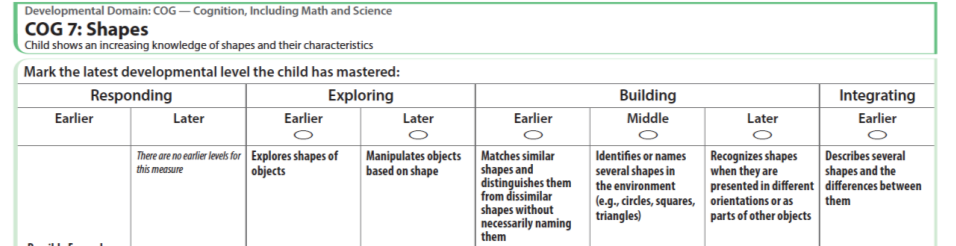 Developmental Domain: COG — Cognition, Including Math and Science
COG 7: Shapes
Child shows an increasing knowledge of shapes and their characteristics
Mark the latest developmental level the child has mastered:
Responding Exploring Building Integrating
Earlier Later Earlier Later Earlier Middle Later Earlier
There are no earlier levels for
this measure
Explores shapes of
objects
Manipulates objects
based on shape
Matches similar
shapes and
distinguishes them
from dissimilar
shapes without
necessarily naming
them
Identifies or names
several shapes in
the environment
(e.g., circles, squares,
triangles)
Recognizes shapes
when they are
presented in different
orientations or as
parts of other objects
Describes several
shapes and the
differences between
them